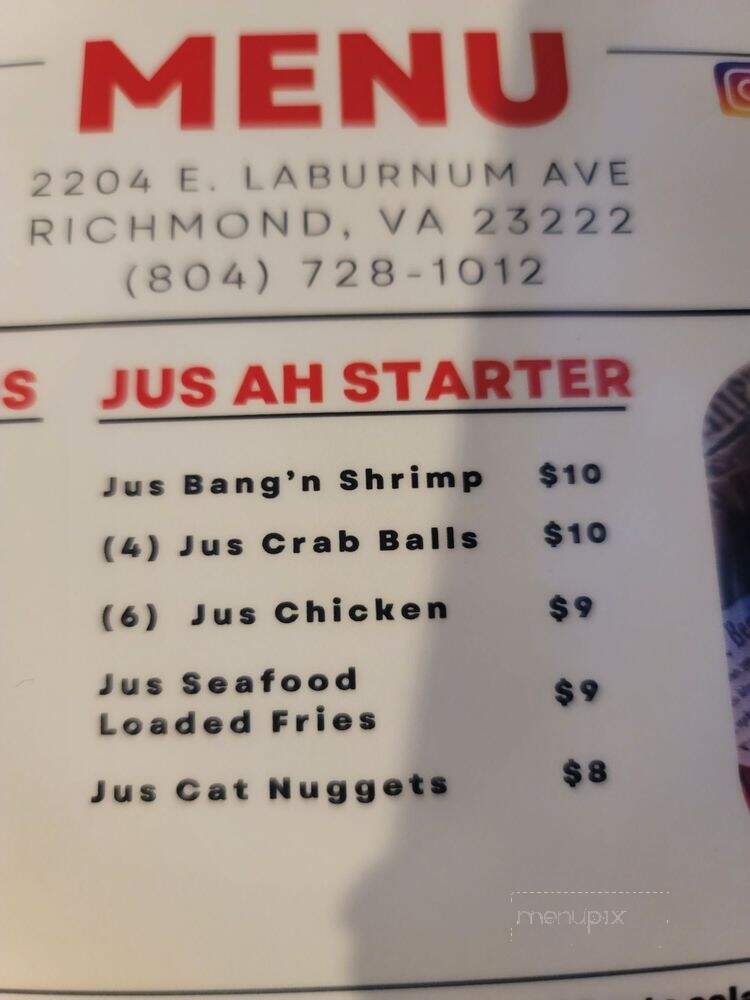 MENU
2204 E. LABURNUM AVE
RICHMOND, VA 23222
(804) 728-1012
S JUS AH STARTER
Jus Bang'n Shrimp $10
(4) Jus Crab Balls $10
(6) Jus Chicken $9
Jus Seafood
Loaded Fries $9
Jus Cat Nuggets $8
menupix